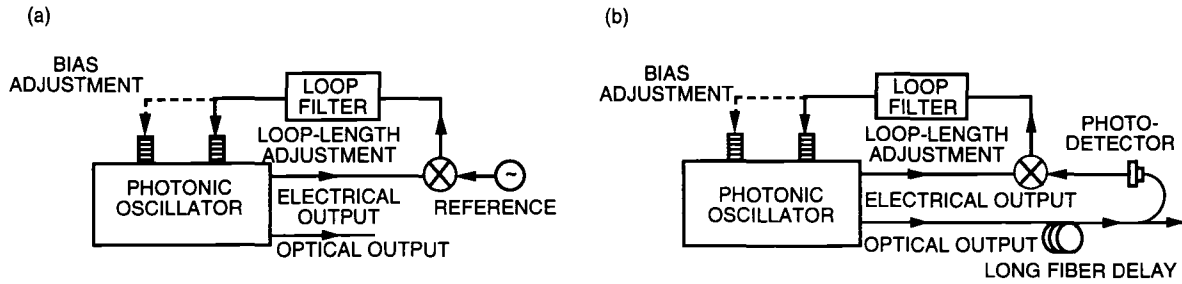 (a)
BIAS
ADJUSTMENT
LOOP
FILTER
LOOP-LENGTH
ADJUSTMENT
PHOTONIC
OSCILLATOR
~
ELECTRICAL
OUTPUT
REFERENCE
OPTICAL OUTPUT
(b)
BIAS
ADJUSTMENT
LOOP
FILTER
PHOTO-
DETECTOR
LOOP-LENGTH
ADJUSTMENT
PHOTONIC
OSCILLATOR
ELECTRICAL OUTPUT
OPTICAL OUTPUT
LONG FIBER DELAY